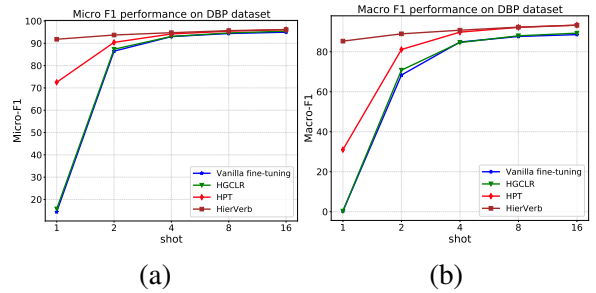 Micro F1 performance on DBP dataset
100
90
80
70
60
50
40
30
20
Micro-F1
1
2
4
8
16
shot
Vanilla fine-tuning
HGCLR
HPT
HierVerb
(a)
Macro F1 performance on DBP dataset
80
60
40
20
0
Macro-F1
1
2
4
8
16
shot
Vanilla fine-tuning
HGCLR
HPT
HierVerb
(b)